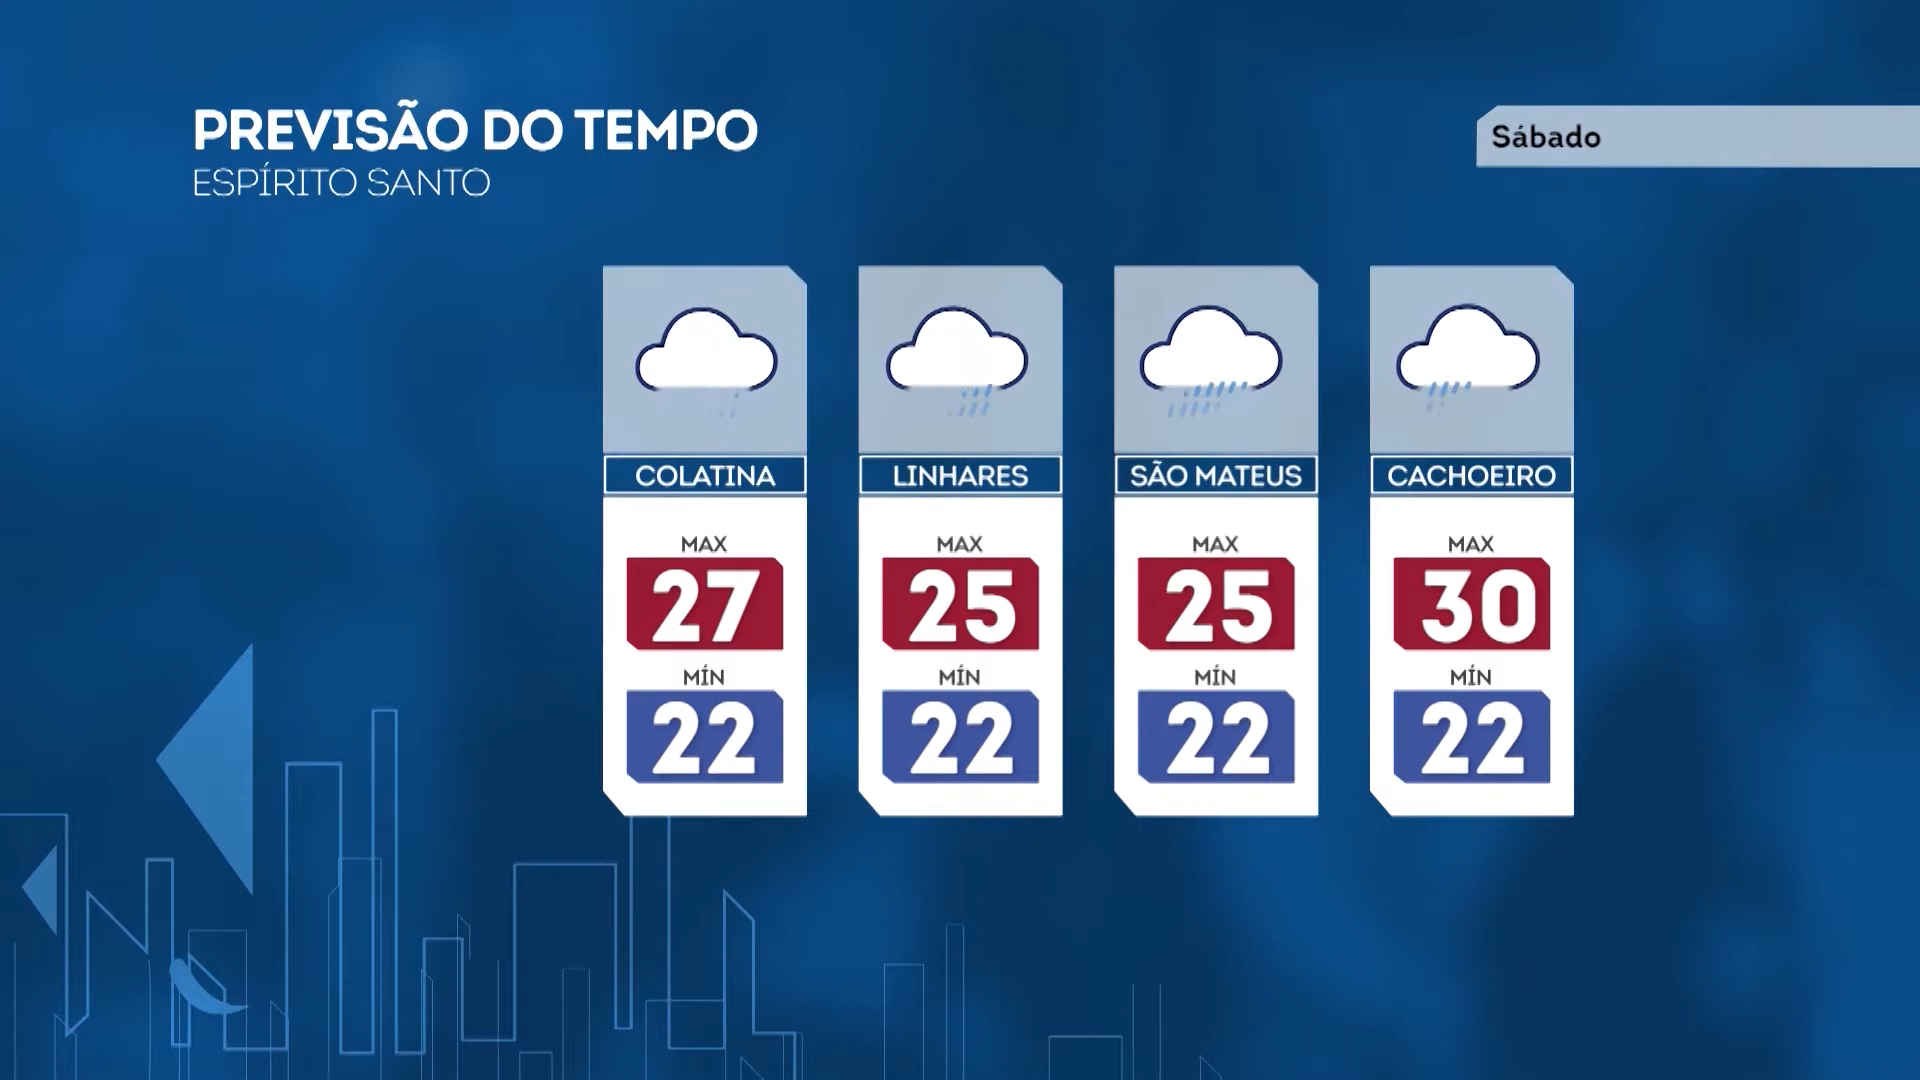 PREVISÃO DO TEMPO
ESPÍRITO SANTO
Sábado
COLATINA
MAX
27
MÍN
22
LINHARES
MAX
25
MÍN
22
SÃO MATEUS
MAX
25
MÍN
22
CACHOEIRO
MAX
30
MÍN
22